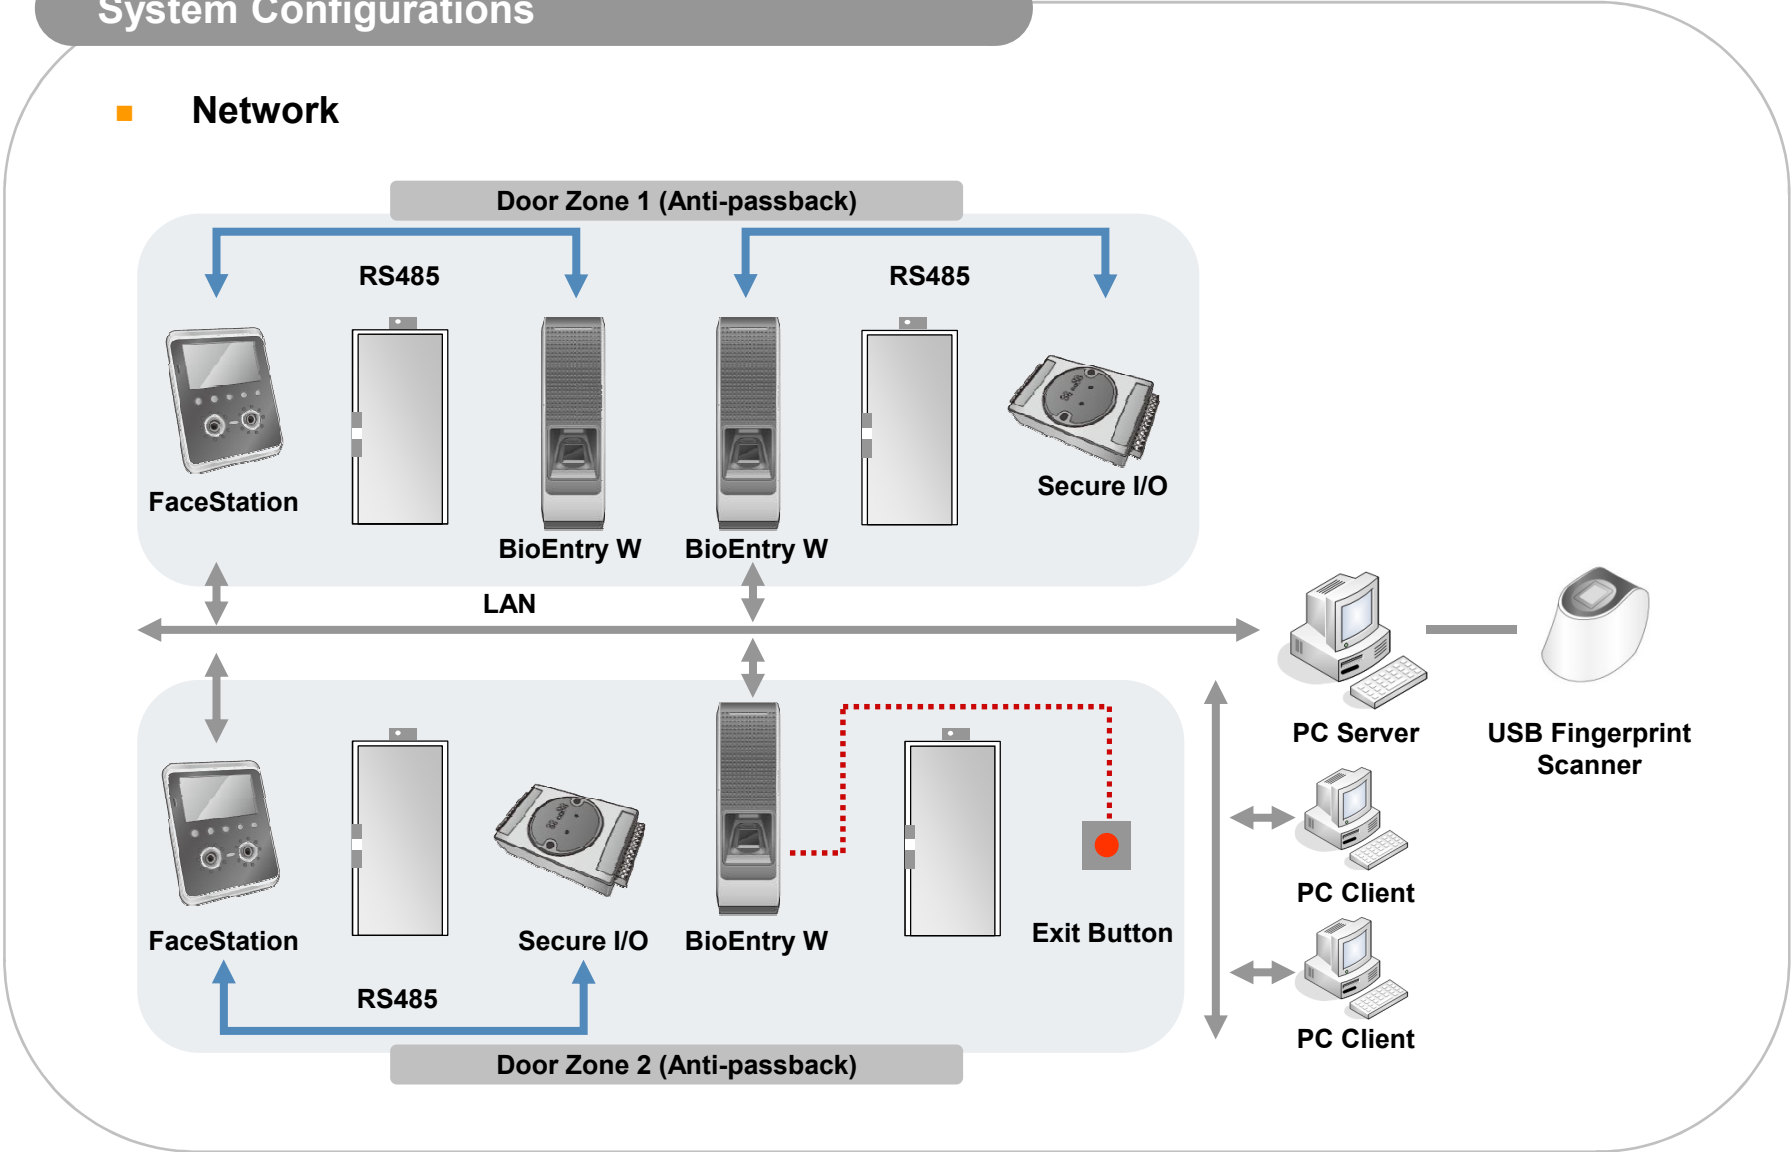 System Configurations
Network
Door Zone 1 (Anti-passback)
RS485
RS485
FaceStation
BioEntry W
BioEntry W
Secure I/O
LAN
PC Server
USB Fingerprint
Scanner
PC Client
PC Client
FaceStation
Secure I/O
BioEntry W
Exit Button
RS485
Door Zone 2 (Anti-passback)